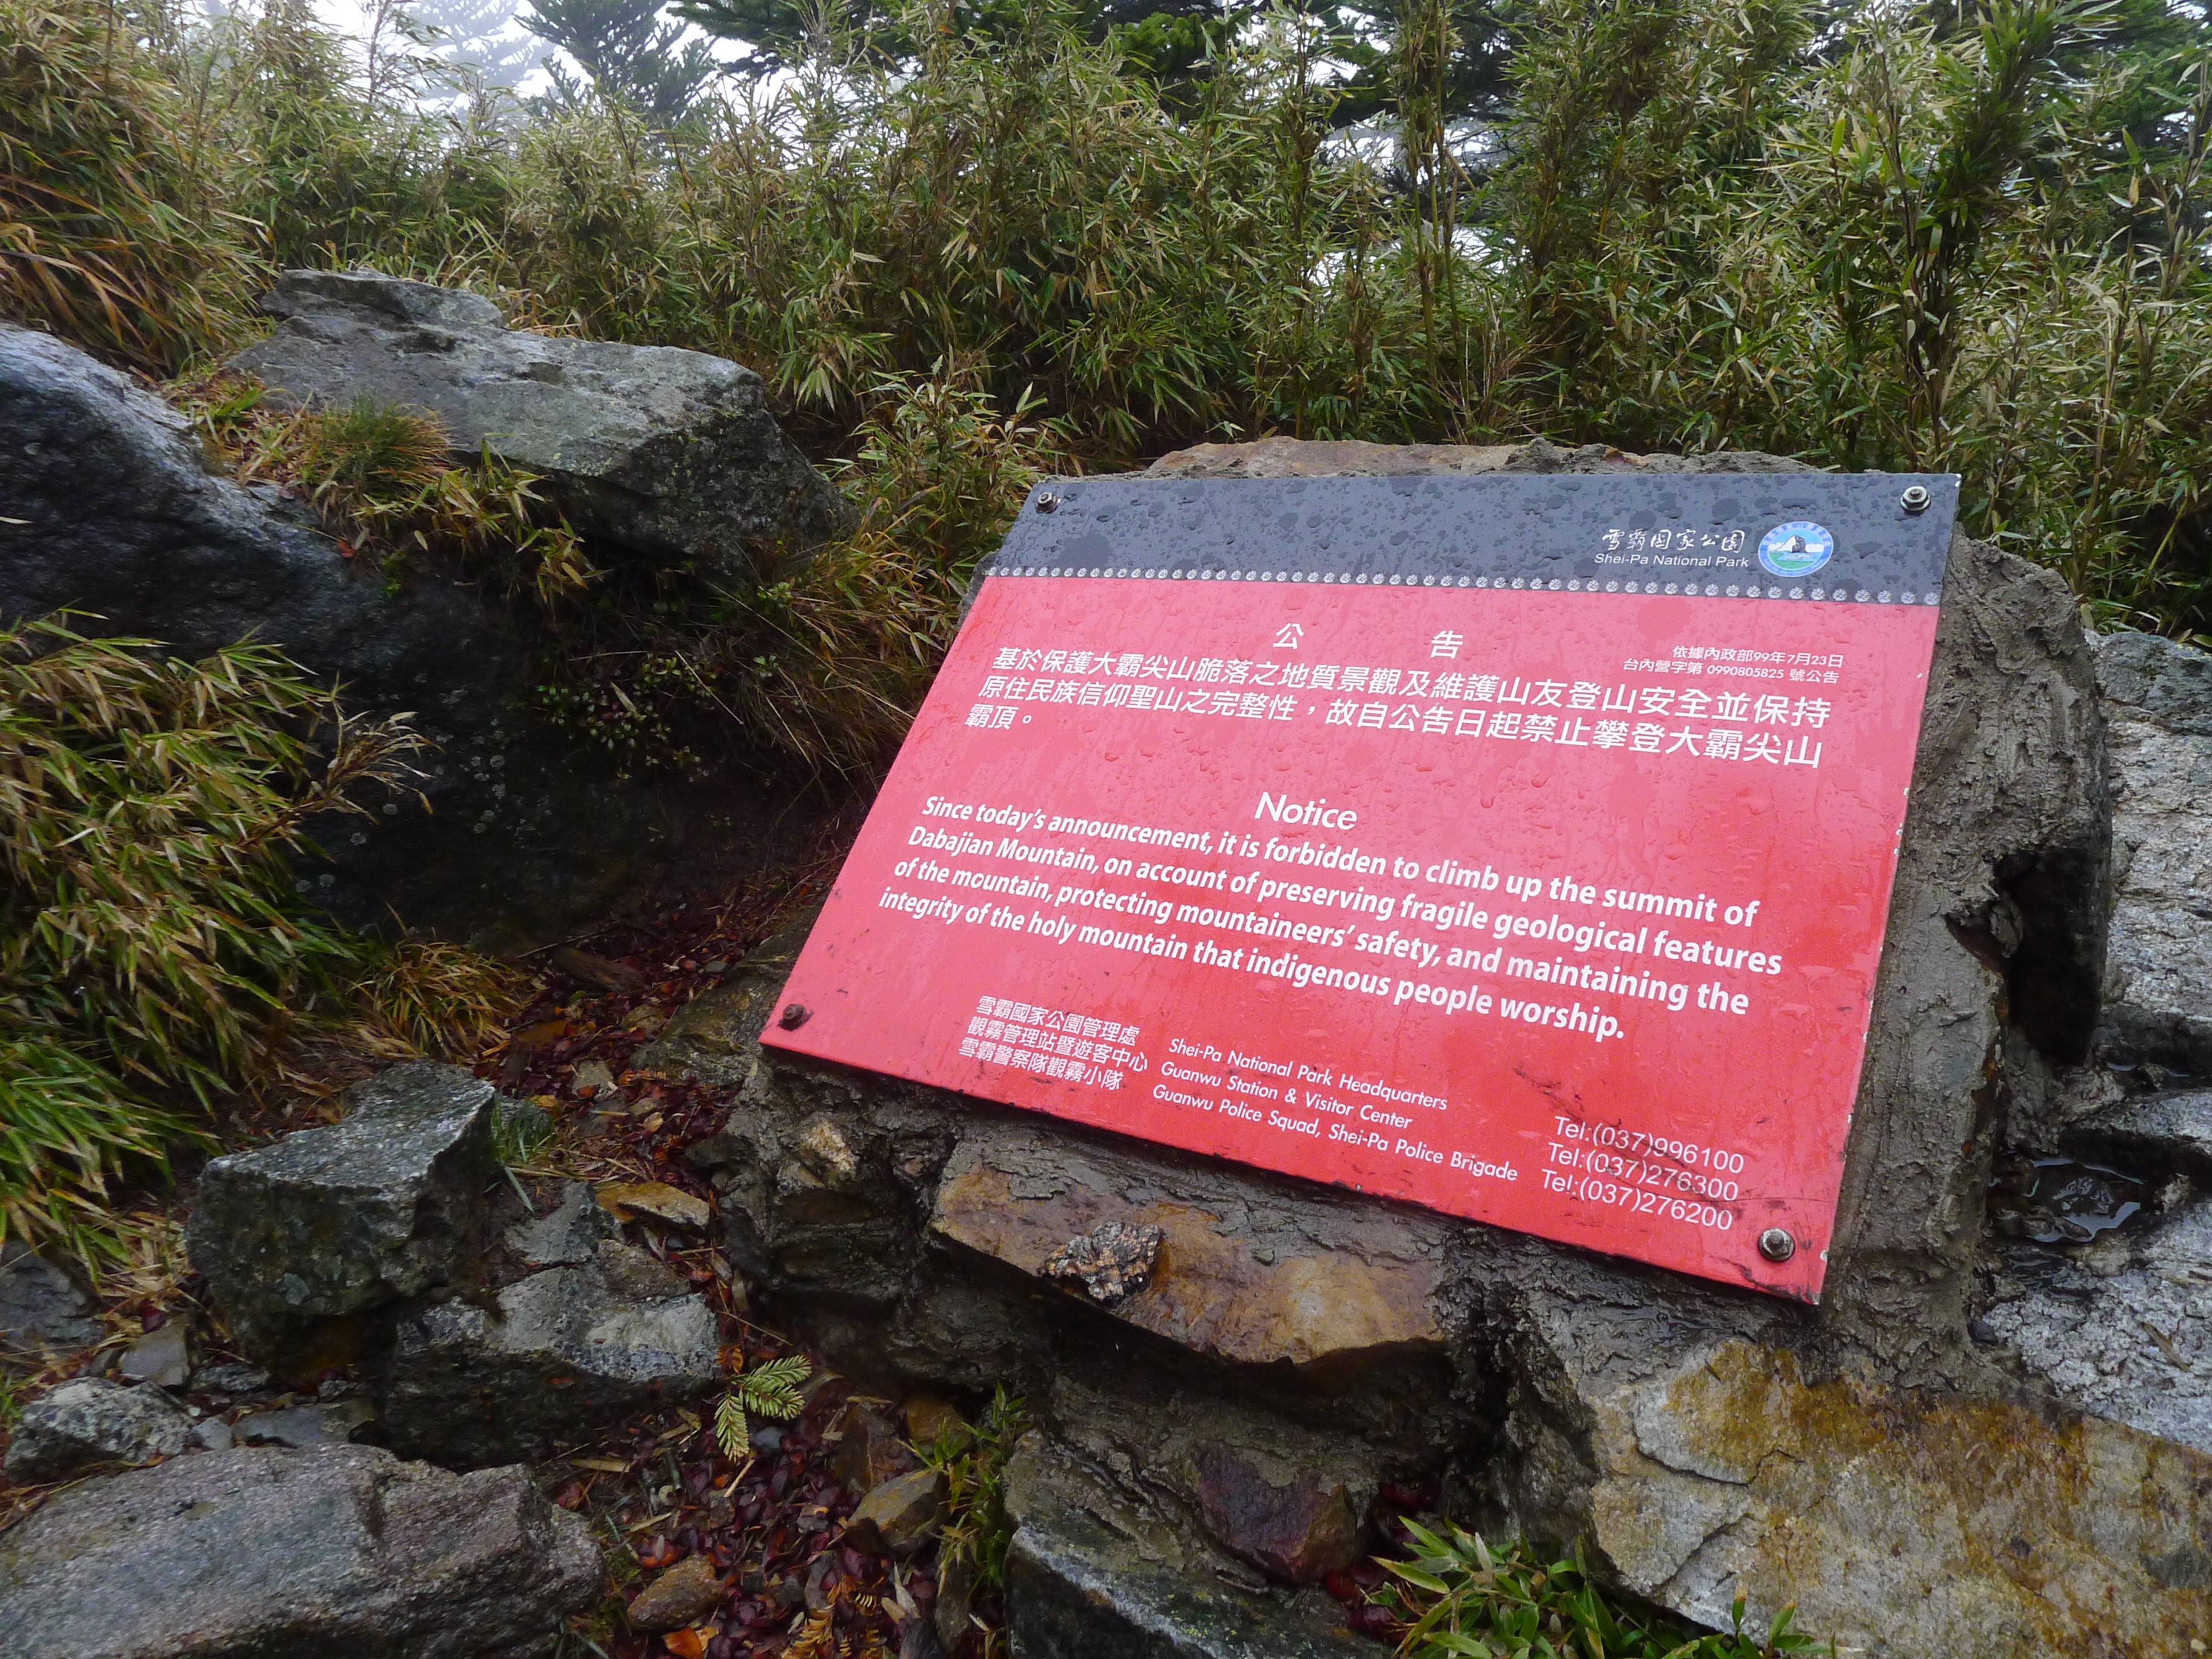 雪霸国家公園
Shei-Pa National Park
公 告
依據內政部99年7月23日
台內營字第 0990805825 號公告
基於保護大霸尖山脆落之地質景觀及維護山友登山安全並保持
原住民族信仰聖山之完整性，故自公告日起禁止攀登大霸尖山
霸頂。
Notice
Since today's announcement, it is forbidden to climb up the summit of
Dabajian Mountain, on account of preserving fragile geological features
of the mountain, protecting mountaineers' safety, and maintaining the
integrity of the holy mountain that indigenous people worship.
雪霸國家公園管理處
觀霧管理站暨遊客中心
雪霸警察隊觀霧小隊
Shei-Pa National Park Headquarters
Guanwu Station & Visitor Center
Guanwu Police Squad, Shei-Pa Police Brigade
Tel:(037)996100
Tel:(037)276300
Tel:(037)276200